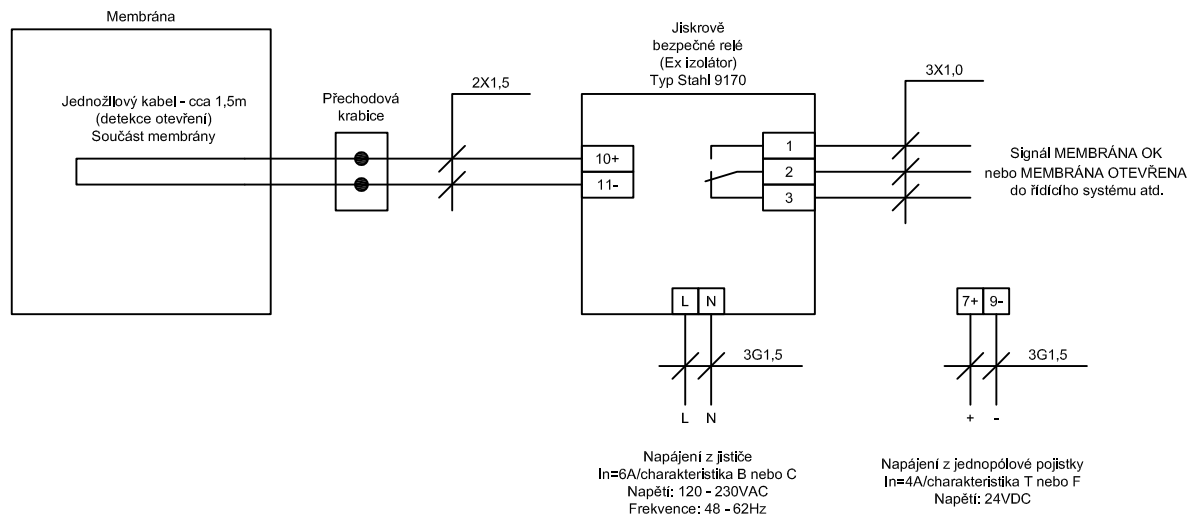 Membrána
Jednožilový kabel - cca 1,5m
(detekce otevření)
Součást membrány
Přechodová
krabice
2X1,5
Jiskrově
bezpečné relé
(Ex izolátor)
Typ Stahl 9170
10+
11-
1
2
3
3X1,0
Signál MEMBRÁNA OK
nebo MEMBRÁNA OTEVŘENA
do řídícího systému atd.
L N
3G1,5
L N
Napájení z jističe
In=6A/charakteristika B nebo C
Napětí: 120 - 230VAC
Frekvence: 48 - 62Hz
7+ 9-
3G1,5
+ -
Napájení z jednopólové pojistky
In=4A/charakteristika T nebo F
Napětí: 24VDC